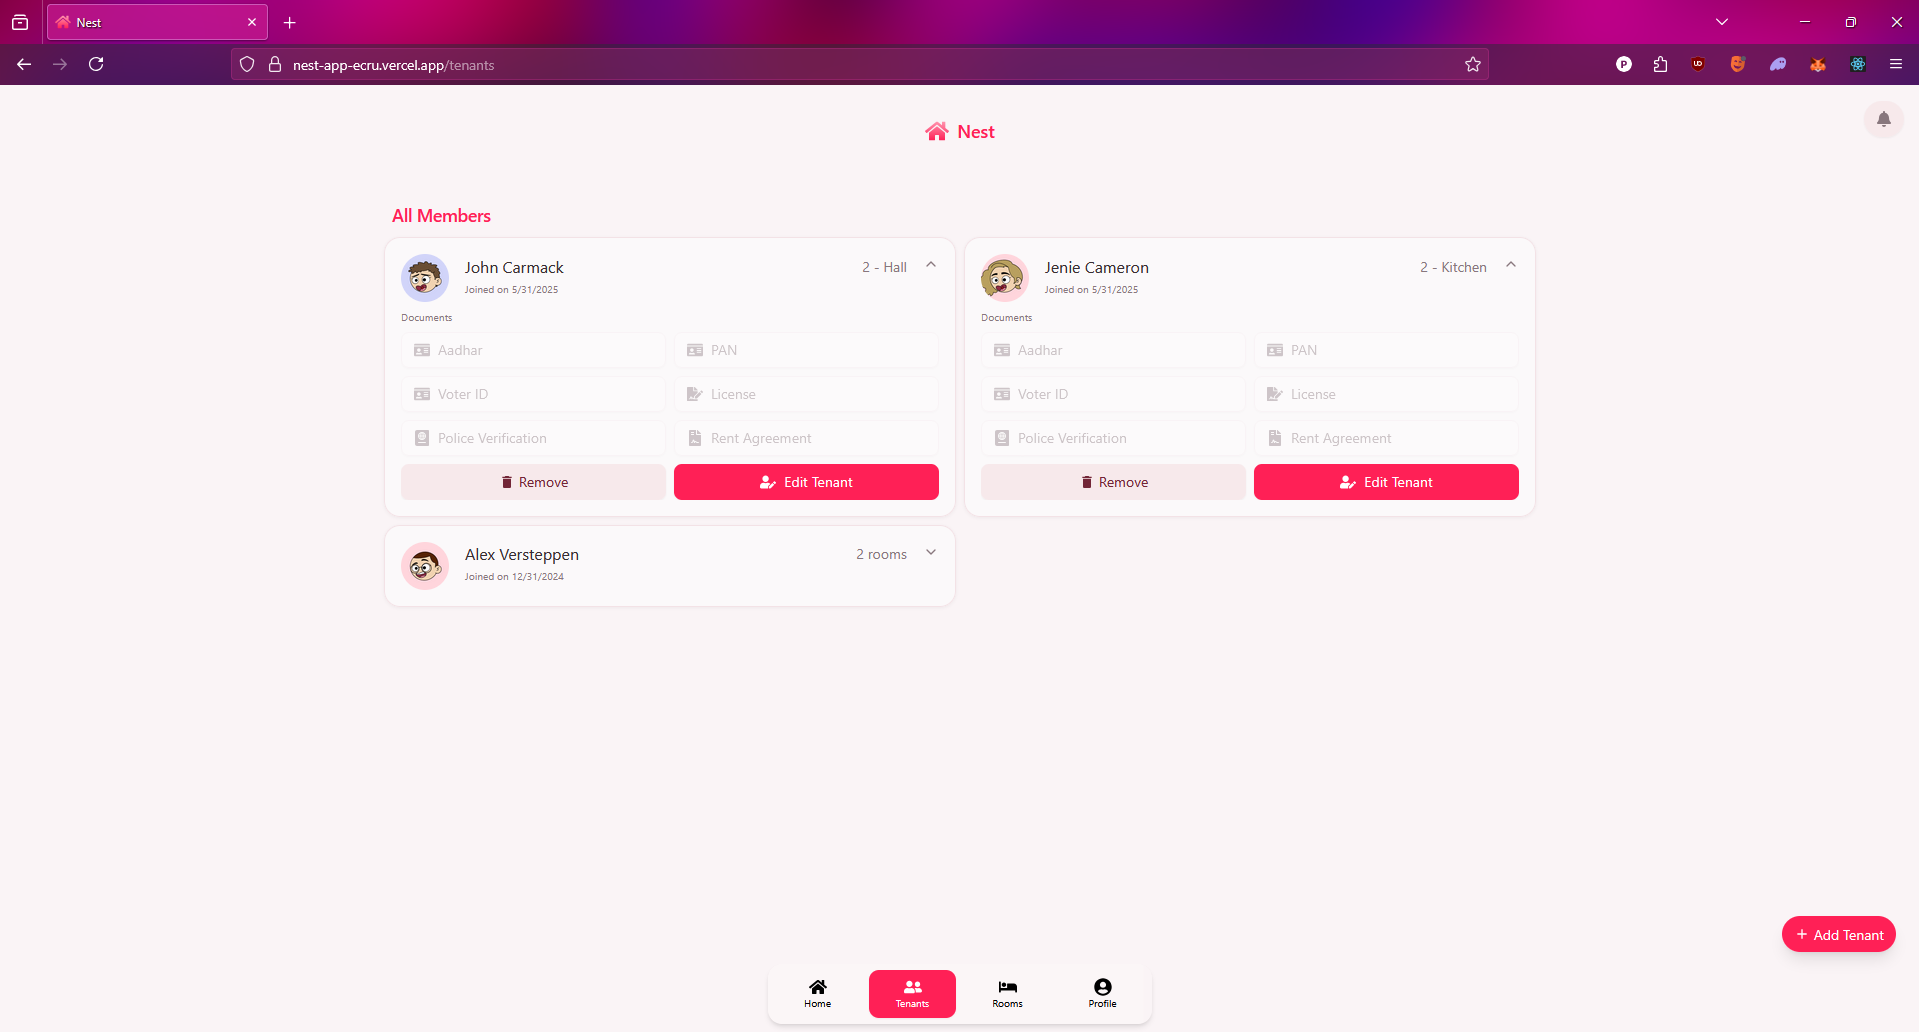 Nest
nest-app-ecru.vercel.app/tenants
Nest
All Members
John Carmack
2 - Hall
Joined on 5/31/2025
Documents
Aadhar
PAN
Voter ID
License
Police Verification
Rent Agreement
Remove
Edit Tenant
Jenie Cameron
2 - Kitchen
Joined on 5/31/2025
Documents
Aadhar
PAN
Voter ID
License
Police Verification
Rent Agreement
Remove
Edit Tenant
Alex Versteppen
2 rooms
Joined on 12/31/2024
+ Add Tenant
Home
Tenants
Rooms
Profile